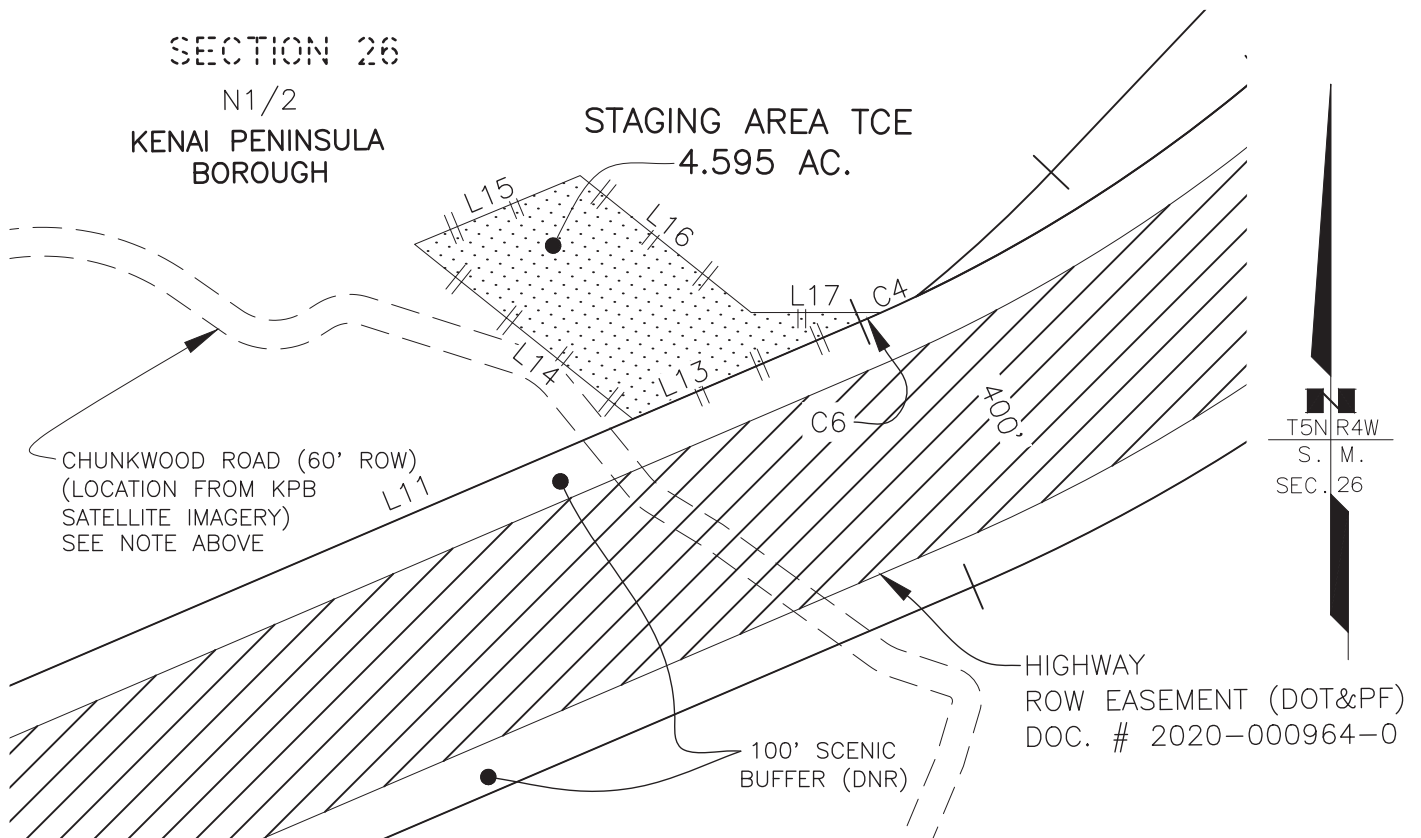 SECTION 26
N1/2
KENAI PENINSULA
BOROUGH
STAGING AREA TCE
4.595 AC.
L15
L16
L17
C4
L14
L13
C6
400'
L11
CHUNKWOOD ROAD (60' ROW)
(LOCATION FROM KPB
SATELLITE IMAGERY)
SEE NOTE ABOVE
100' SCENIC
BUFFER (DNR)
HIGHWAY
ROW EASEMENT (DOT&PF)
DOC. # 2020-000964-0
N
T5N R4W
S. M.
SEC. 26